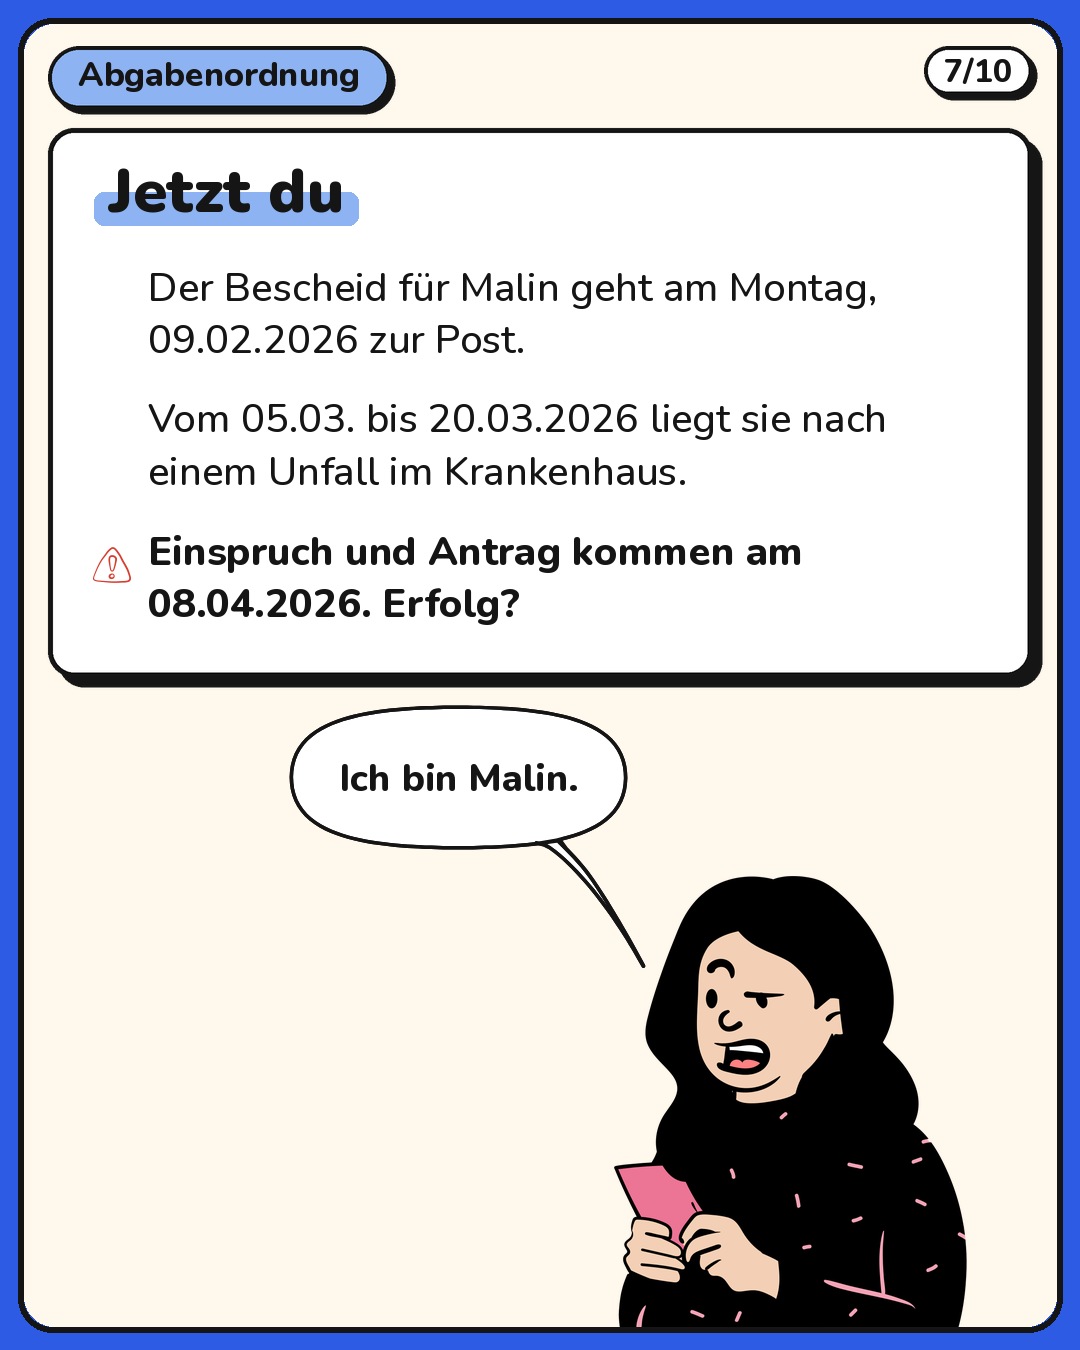 Abgabenordnung
7/10
Jetzt du
Der Bescheid für Malin geht am Montag,
09.02.2026 zur Post.
Vom 05.03. bis 20.03.2026 liegt sie nach
einem Unfall im Krankenhaus.
Einspruch und Antrag kommen am
08.04.2026. Erfolg?
Ich bin Malin.